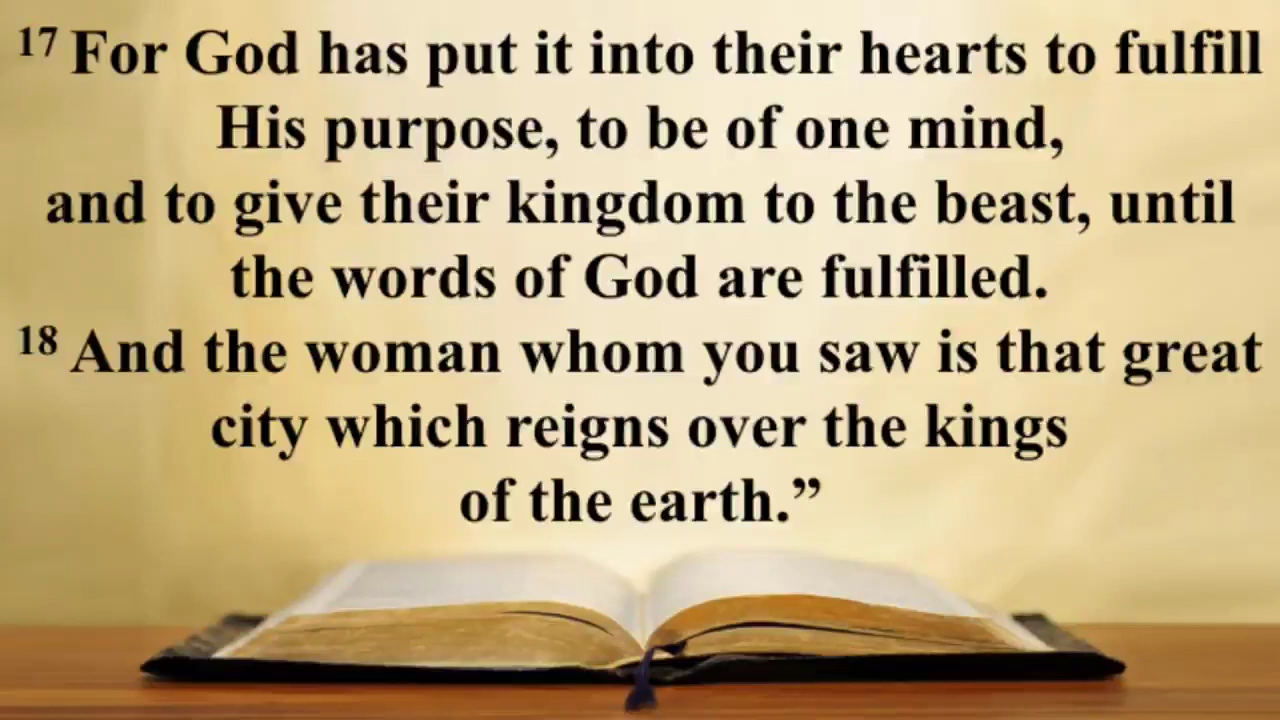 17 For God has put it into their hearts to fulfill
His purpose, to be of one mind,
and to give their kingdom to the beast, until
the words of God are fulfilled.
18 And the woman whom you saw is that great
city which reigns over the kings
of the earth.”